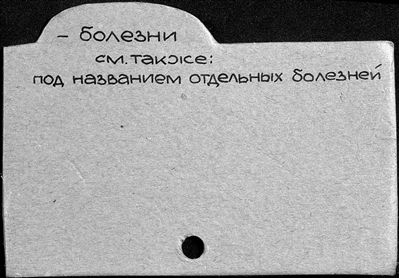 - болезни
см. также:
под названием отдельных болезней